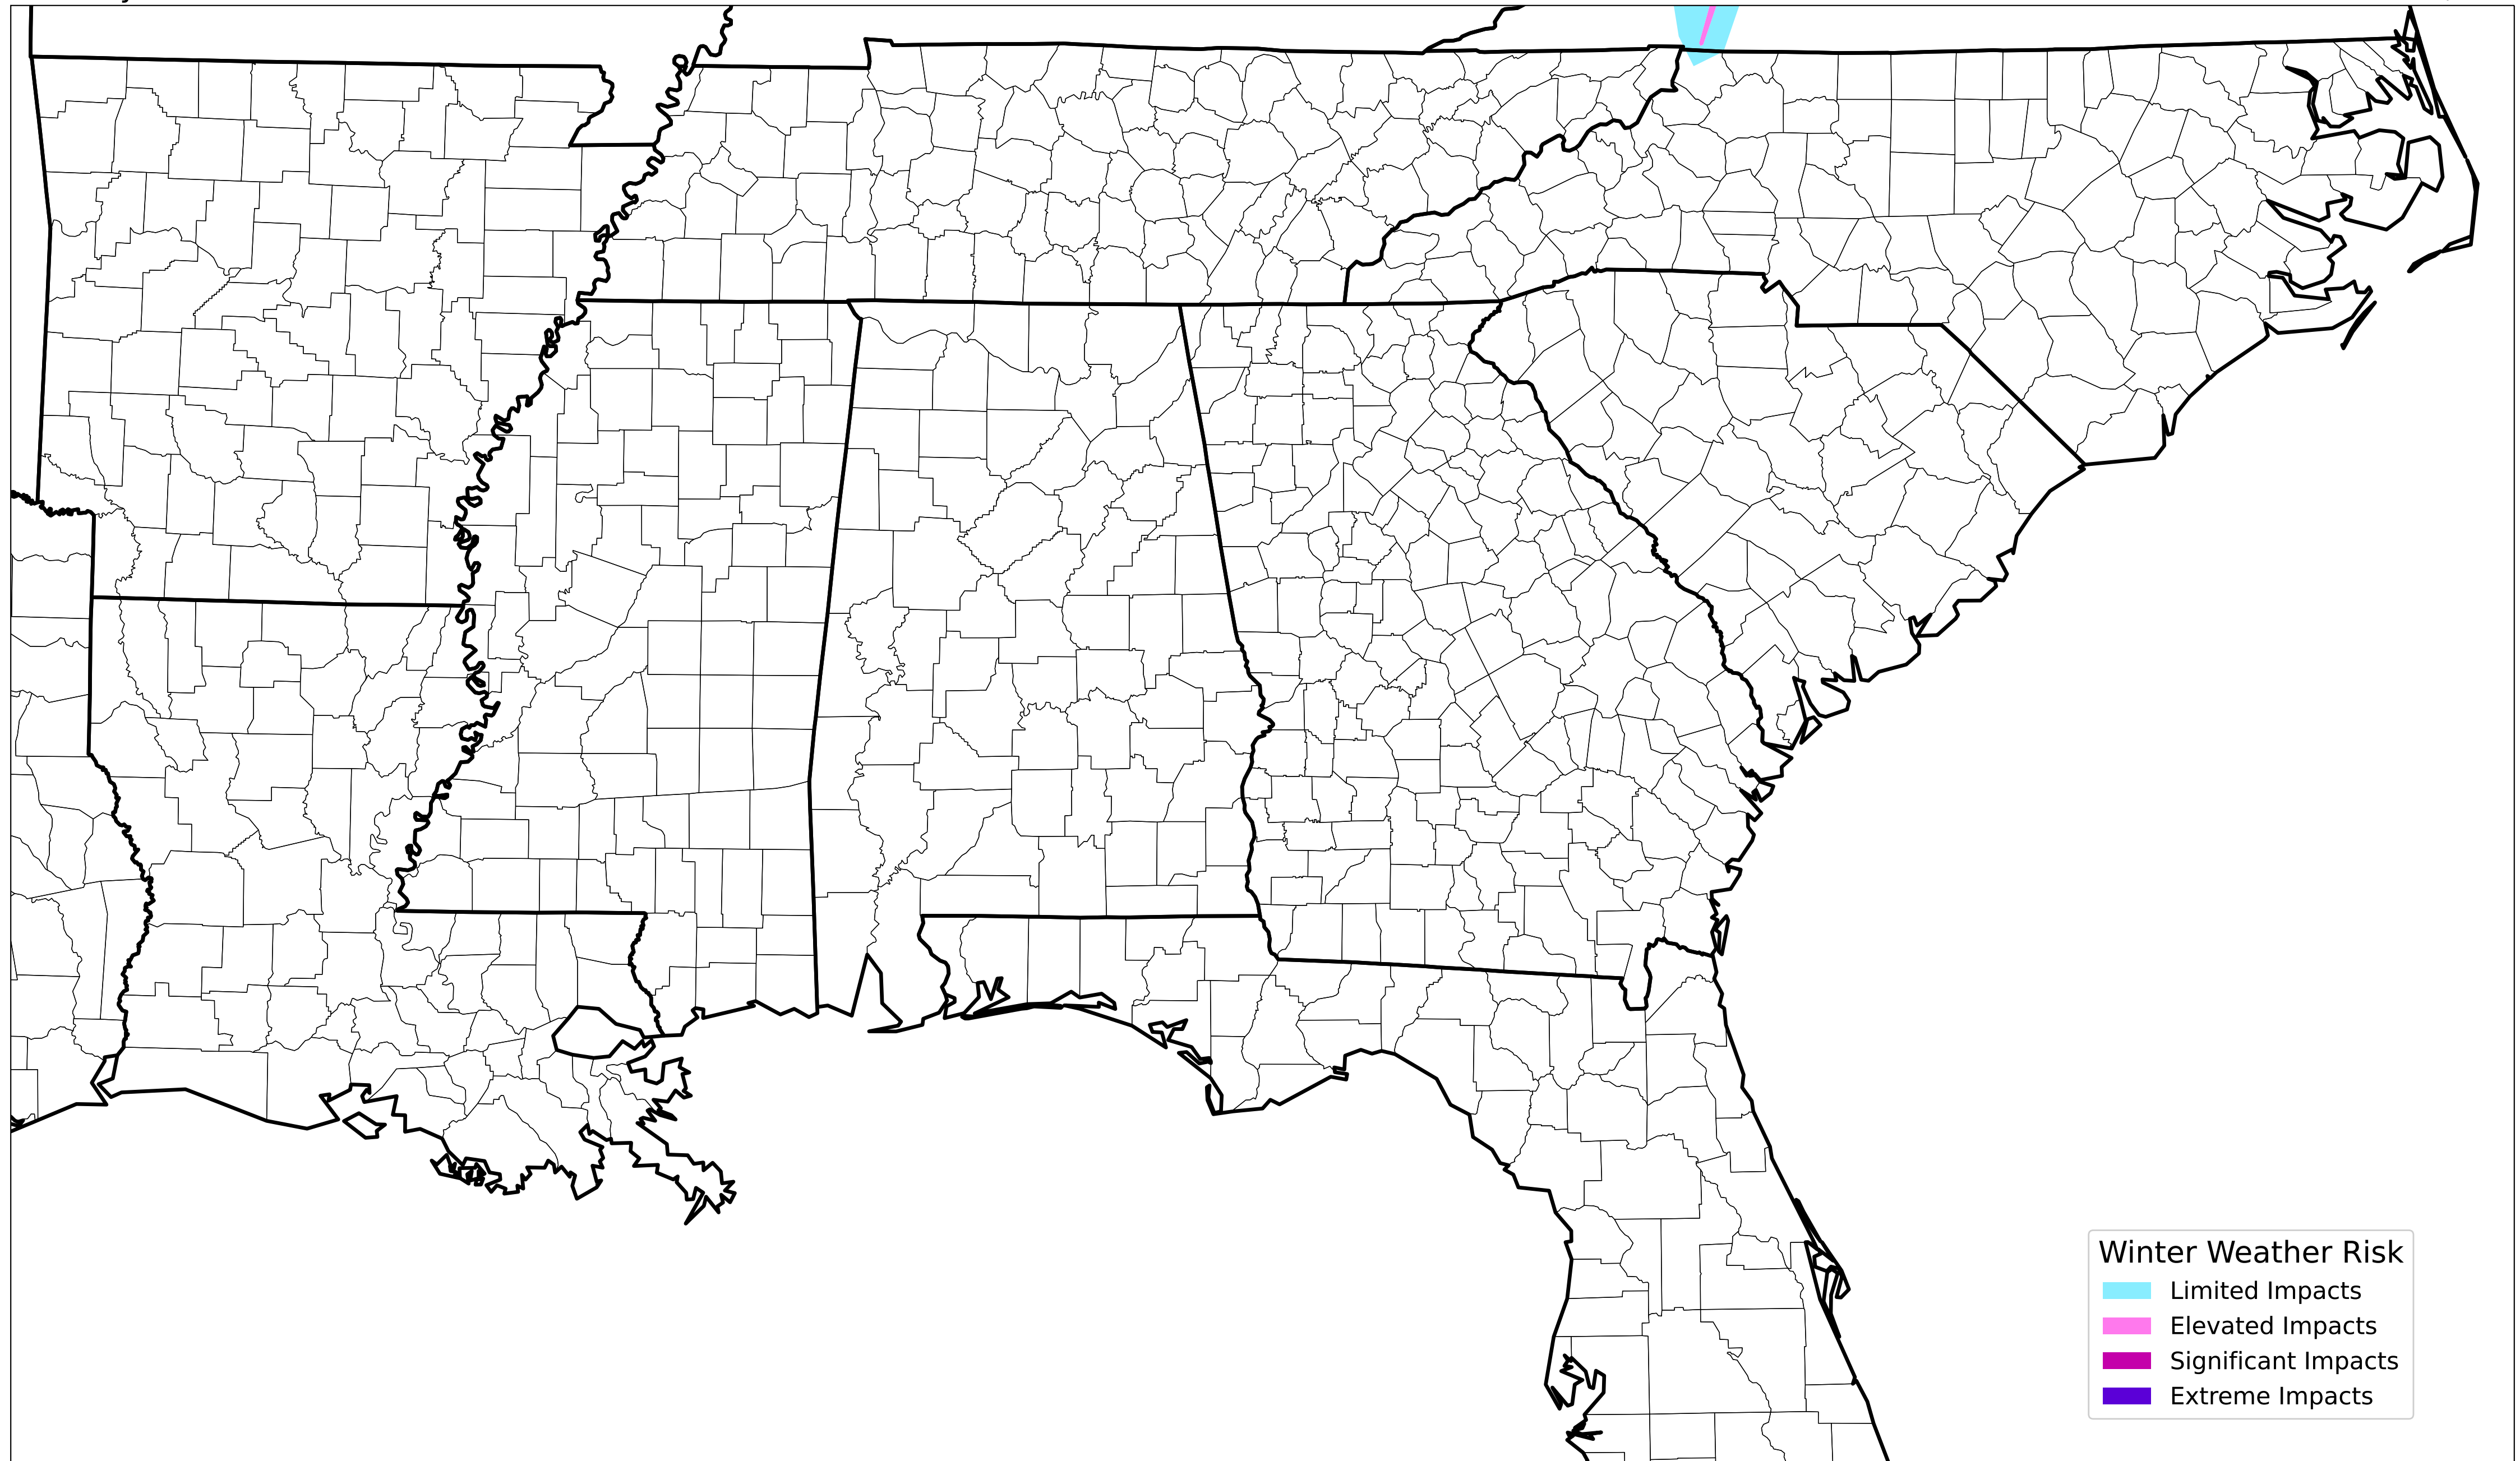 Winter Weather Risk
Limited Impacts
Elevated Impacts
Significant Impacts
Extreme Impacts